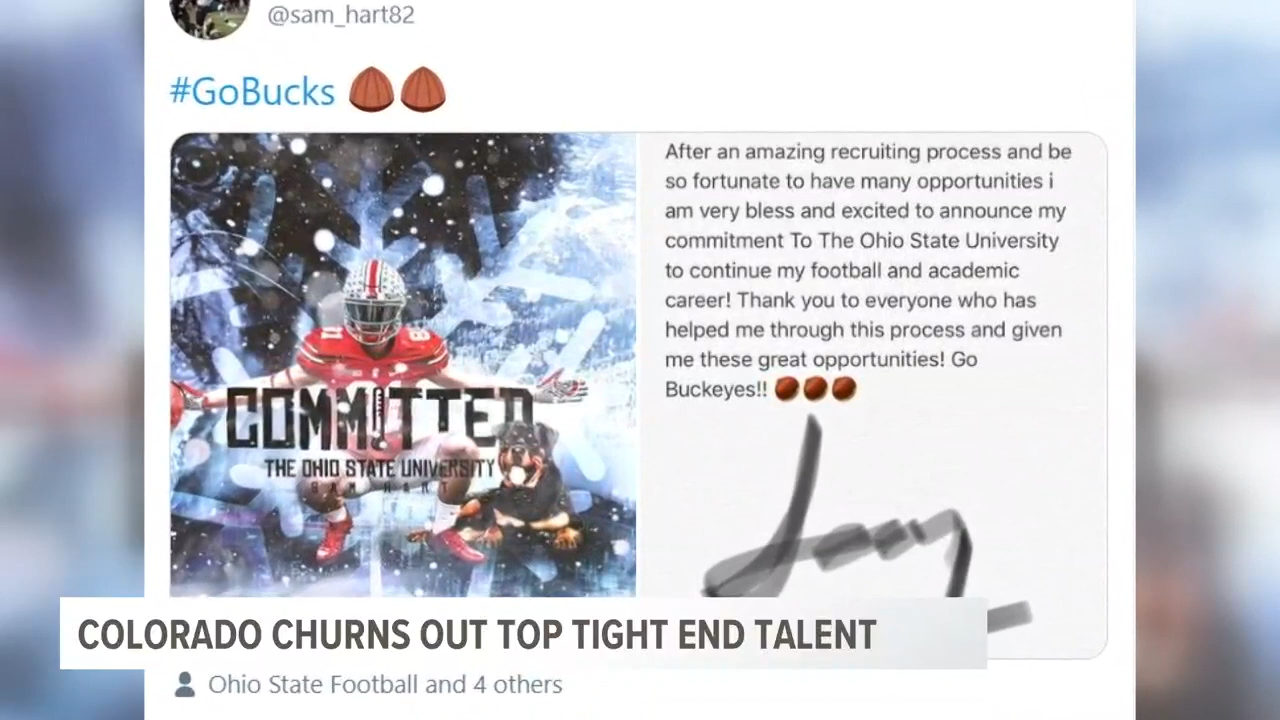 @sam_hart82
#GoBucks
After an amazing recruiting process and be
so fortunate to have many opportunities i
am very bless and excited to announce my
commitment To The Ohio State University
to continue my football and academic
career! Thank you to everyone who has
helped me through this process and given
me these great opportunities! Go
Buckeyes!!
81
COMMITTED
THE OHIO STATE UNIVERSITY
SAM HART
COLORADO CHURNS OUT TOP TIGHT END TALENT
Ohio State Football and 4 others